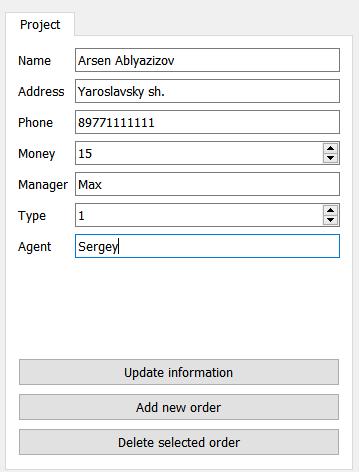 Project
Name Arsen Ablyazizov
Address Yaroslavsky sh.
Phone 89771111111
Money 15
Manager Max
Type 1
Agent Sergey
Update information
Add new order
Delete selected order